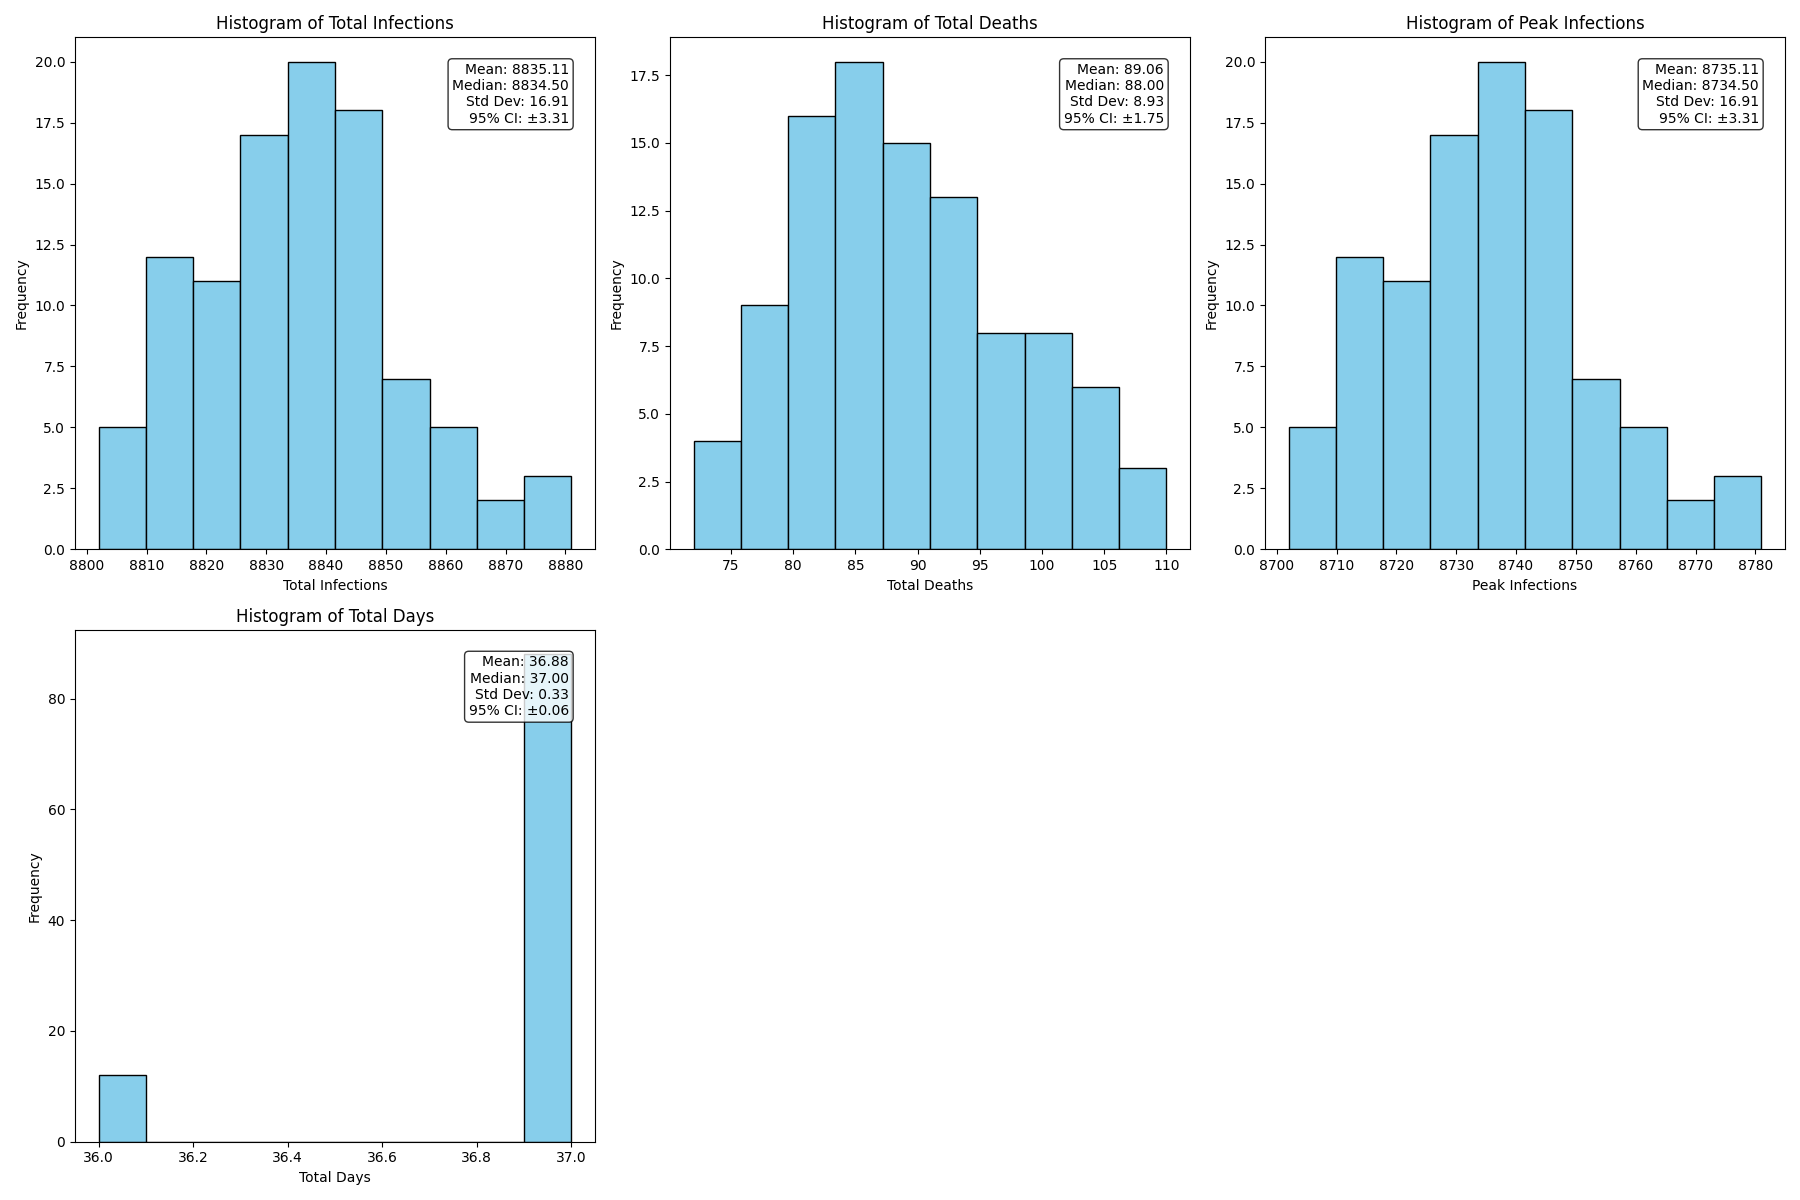 Histogram of Total Infections
20.0
17.5
15.0
12.5
10.0
7.5
5.0
2.5
0.0
Frequency
Mean: 8835.11
Median: 8834.50
Std Dev: 16.91
95% CI: ±3.31
8800 8810 8820 8830 8840 8850 8860 8870 8880
Total Infections
Histogram of Total Deaths
17.5
15.0
12.5
10.0
7.5
5.0
2.5
0.0
Frequency
Mean: 89.06
Median: 88.00
Std Dev: 8.93
95% CI: ±1.75
75 80 85 90 95 100 105 110
Total Deaths
Histogram of Peak Infections
20.0
17.5
15.0
12.5
10.0
7.5
5.0
2.5
0.0
Frequency
Mean: 8735.11
Median: 8734.50
Std Dev: 16.91
95% CI: ±3.31
8700 8710 8720 8730 8740 8750 8760 8770 8780
Peak Infections
Histogram of Total Days
80
60
40
20
0
Frequency
Mean: 36.88
Median: 37.00
Std Dev: 0.33
95% CI: ±0.06
36.0 36.2 36.4 36.6 36.8 37.0
Total Days